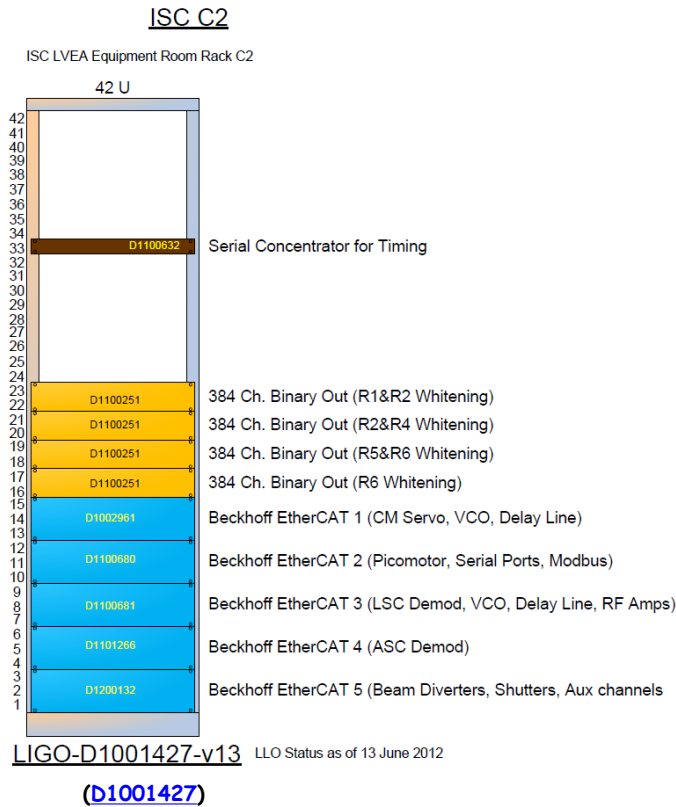 ISC C2
ISC LVEA Equipment Room Rack C2
42 U
42
41
40
39
38
37
36
35
34
33
D1100632 Serial Concentrator for Timing
32
31
30
29
28
27
26
25
24
23
D1100251 384 Ch. Binary Out (R1&R2 Whitening)
22
21
D1100251 384 Ch. Binary Out (R2&R4 Whitening)
20
19
D1100251 384 Ch. Binary Out (R5&R6 Whitening)
18
17
D1100251 384 Ch. Binary Out (R6 Whitening)
16
15
14
D1002961 Beckhoff EtherCAT 1 (CM Servo, VCO, Delay Line)
13
12
11
D1100680 Beckhoff EtherCAT 2 (Picomotor, Serial Ports, Modbus)
10
9
8
D1100681 Beckhoff EtherCAT 3 (LSC Demod, VCO, Delay Line, RF Amps)
7
6
5
D1101266 Beckhoff EtherCAT 4 (ASC Demod)
4
3
2
D1200132 Beckhoff EtherCAT 5 (Beam Diverters, Shutters, Aux channels
1
LIGO-D1001427-v13 LLO Status as of 13 June 2012
(D1001427)